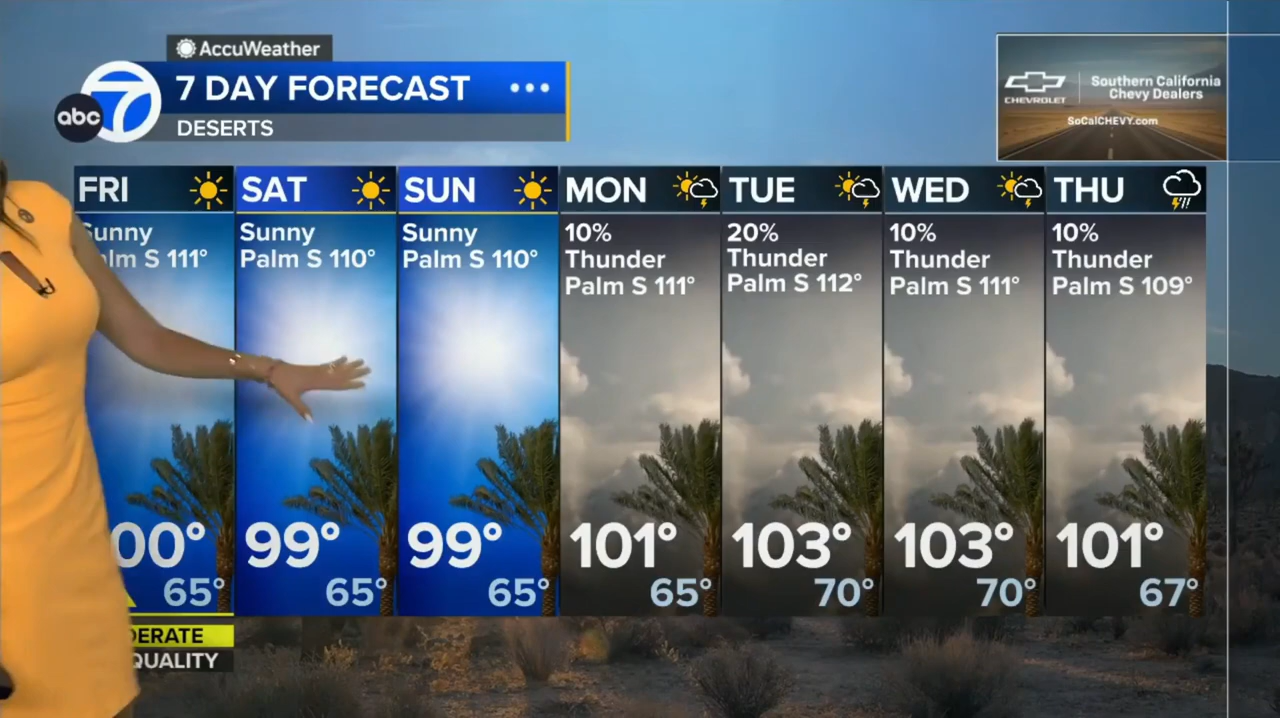 AccuWeather
abc 7
7 DAY FORECAST
DESERTS
CHEVROLET
Southern California
Chevy Dealers
SoCalCHEVY.com
FRI
Sunny
111°
65°
SAT
Sunny
Palm S 110°
99°
65°
SUN
Sunny
Palm S 110°
99°
65°
MON
10%
Thunder
Palm S 111°
101°
65°
TUE
20%
Thunder
Palm S 112°
103°
70°
WED
10%
Thunder
Palm S 111°
103°
70°
THU
10%
Thunder
Palm S 109°
101°
67°
QUALITY